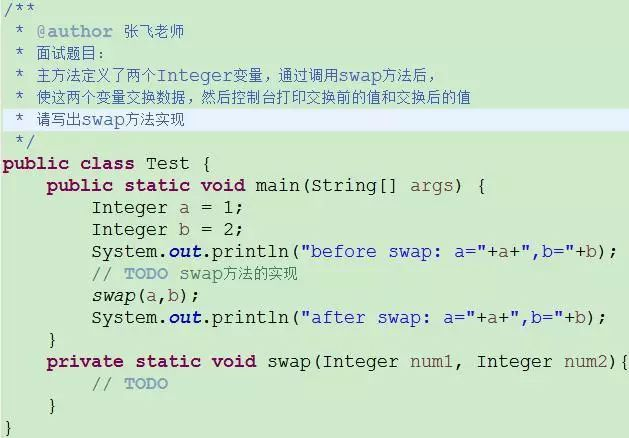 /**
 * @author 张飞老师
 * 面试题目：
 * 主方法定义了两个Integer变量，通过调用swap方法后，
 * 使这两个变量交换数据，然后控制台打印交换前的值和交换后的值
 * 请写出swap方法实现
 */
public class Test {
    public static void main(String[] args) {
        Integer a = 1;
        Integer b = 2;
        System.out.println("before swap: a="+a+",b="+b);
        // TODO swap方法的实现
        swap(a,b);
        System.out.println("after swap: a="+a+",b="+b);
    }
    private static void swap(Integer num1, Integer num2){
        // TODO
    }
}